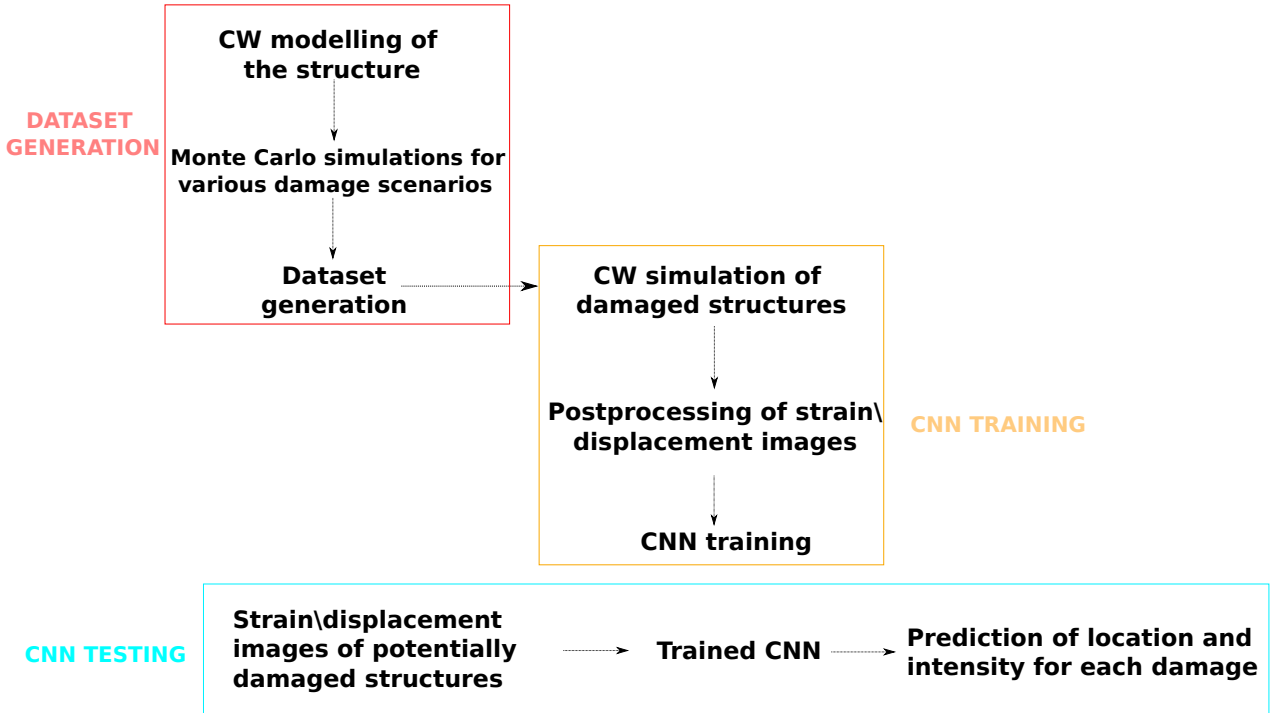 CW modelling of
the structure
DATASET
GENERATION
Monte Carlo simulations for
various damage scenarios
Dataset
generation
CW simulation of
damaged structures
Postprocessing of strain\
displacement images
CNN TRAINING
CNN training
CNN TESTING
Strain\displacement
images of potentially
damaged structures
Trained CNN
Prediction of location and
intensity for each damage